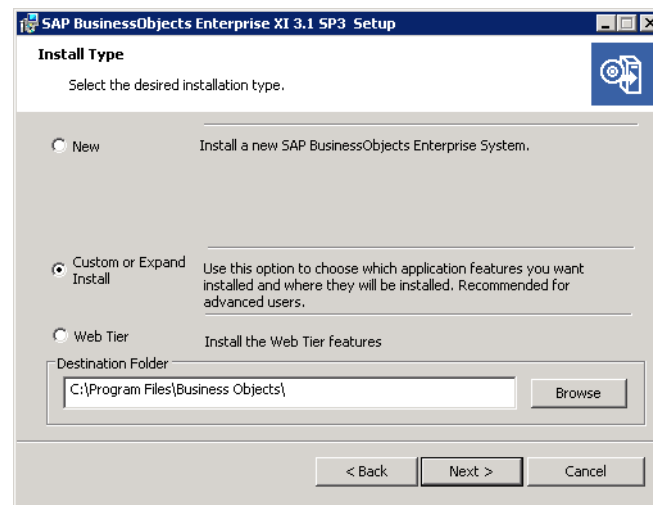 SAP BusinessObjects Enterprise XI 3.1 SP3 Setup
Install Type
Select the desired installation type.
New
Install a new SAP BusinessObjects Enterprise System.
Custom or Expand
Install
Use this option to choose which application features you want
installed and where they will be installed. Recommended for
advanced users.
Web Tier
Install the Web Tier features
Destination Folder
C:\Program Files\Business Objects\
Browse
< Back
Next >
Cancel